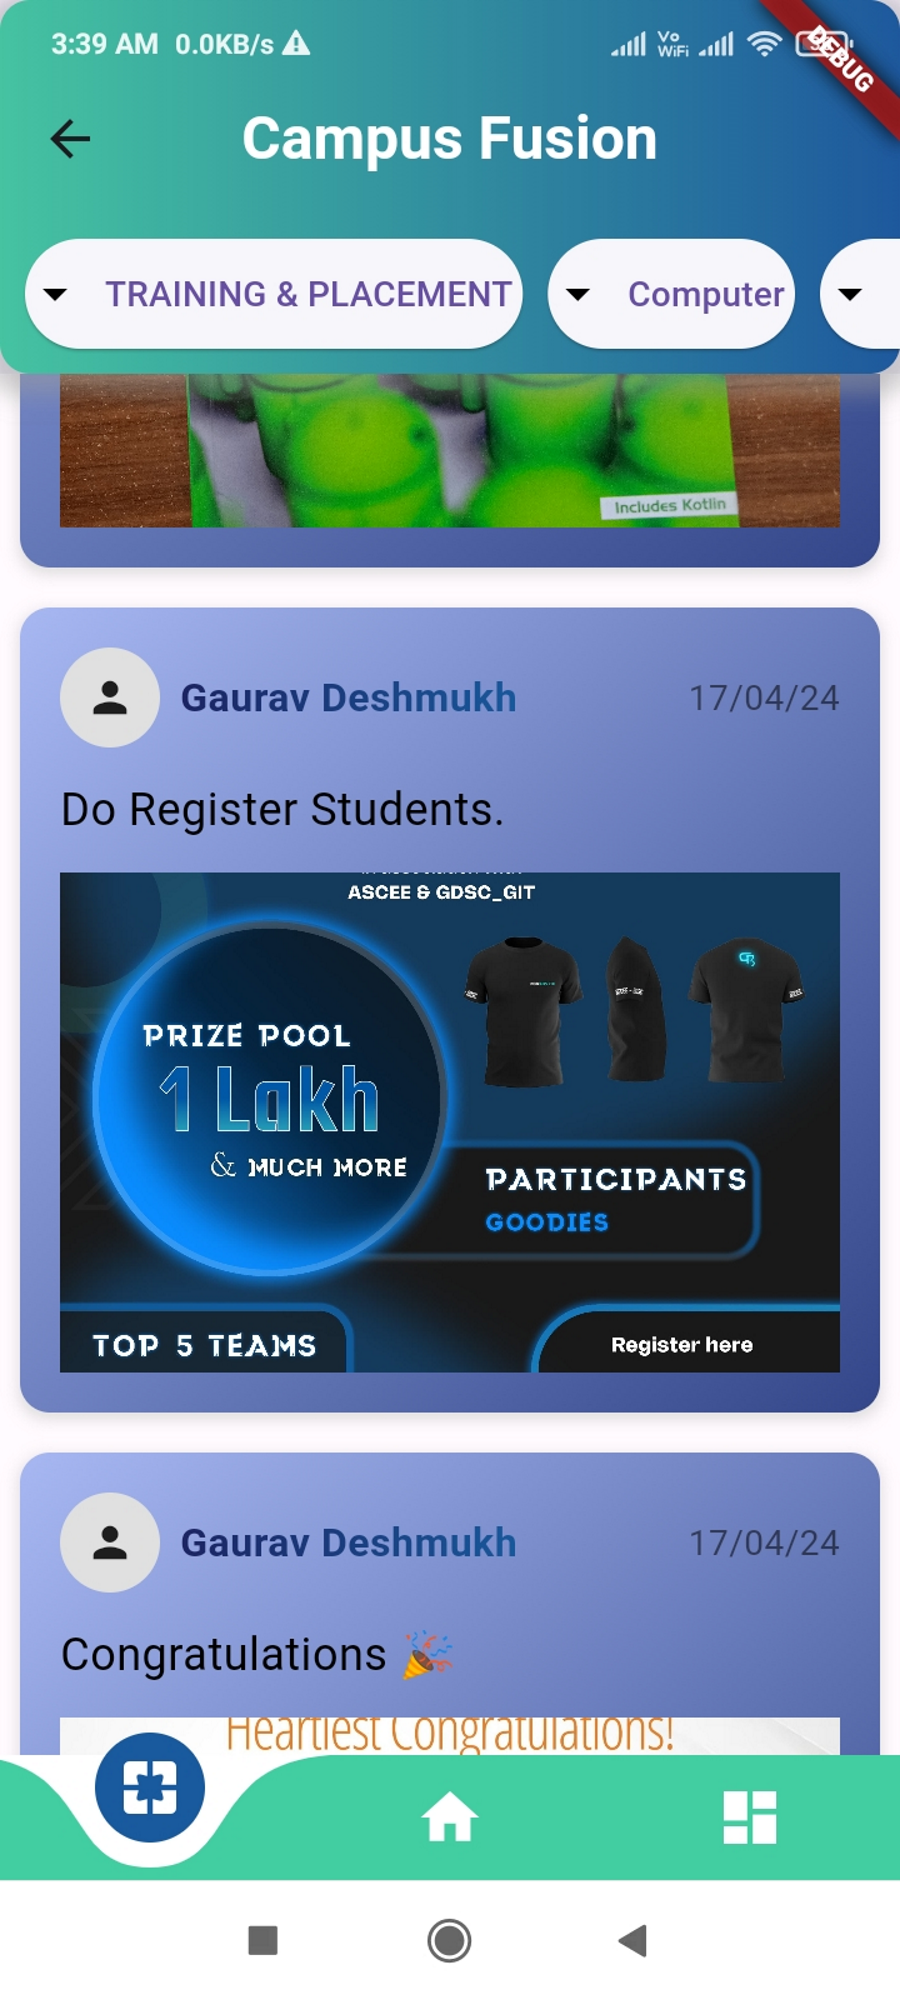 3:39 AM 0.0KB/s
Vo
WiFi
DEBUG
Campus Fusion
TRAINING & PLACEMENT
Computer
Includes Kotlin
Gaurav Deshmukh
17/04/24
Do Register Students.
ASCEE & GDSC_GIT
PRIZE POOL
1 Lakh
& MUCH MORE
PARTICIPANTS
GOODIES
TOP 5 TEAMS
Register here
Gaurav Deshmukh
17/04/24
Congratulations 🎉
Heartiest Congratulations!